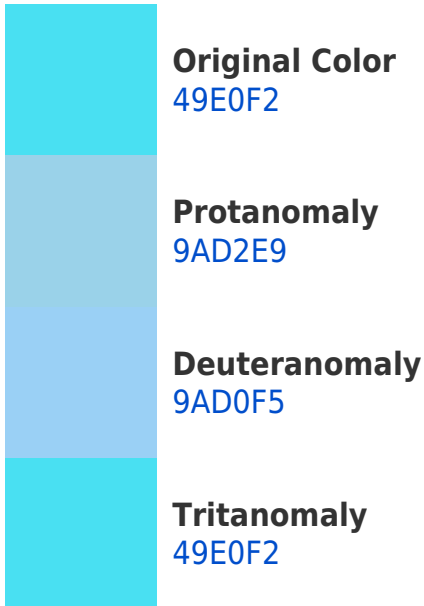 Original Color
49E0F2
Protanomaly
9AD2E9
Deuteranomaly
9AD0F5
Tritanomaly
49E0F2